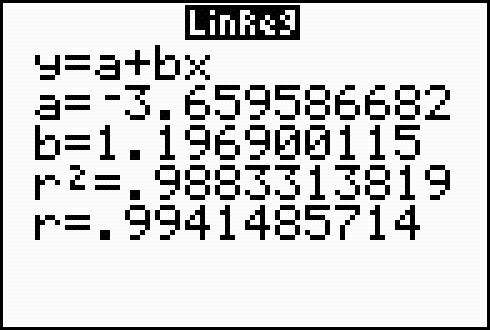 LinReg
y=a+bx
a=-3.659586682
b=1.196900115
r²=.9883313819
r=.9941485714